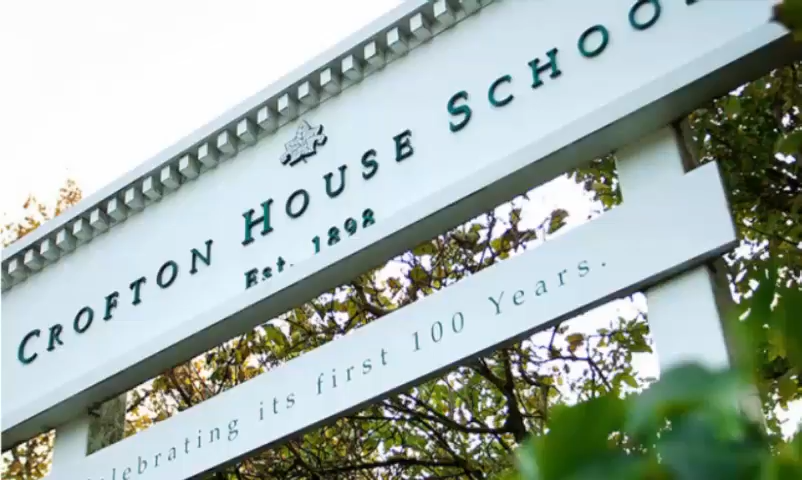 CROFTON HOUSE SCHOOL
Est. 1898
Celebrating its first 100 Years.